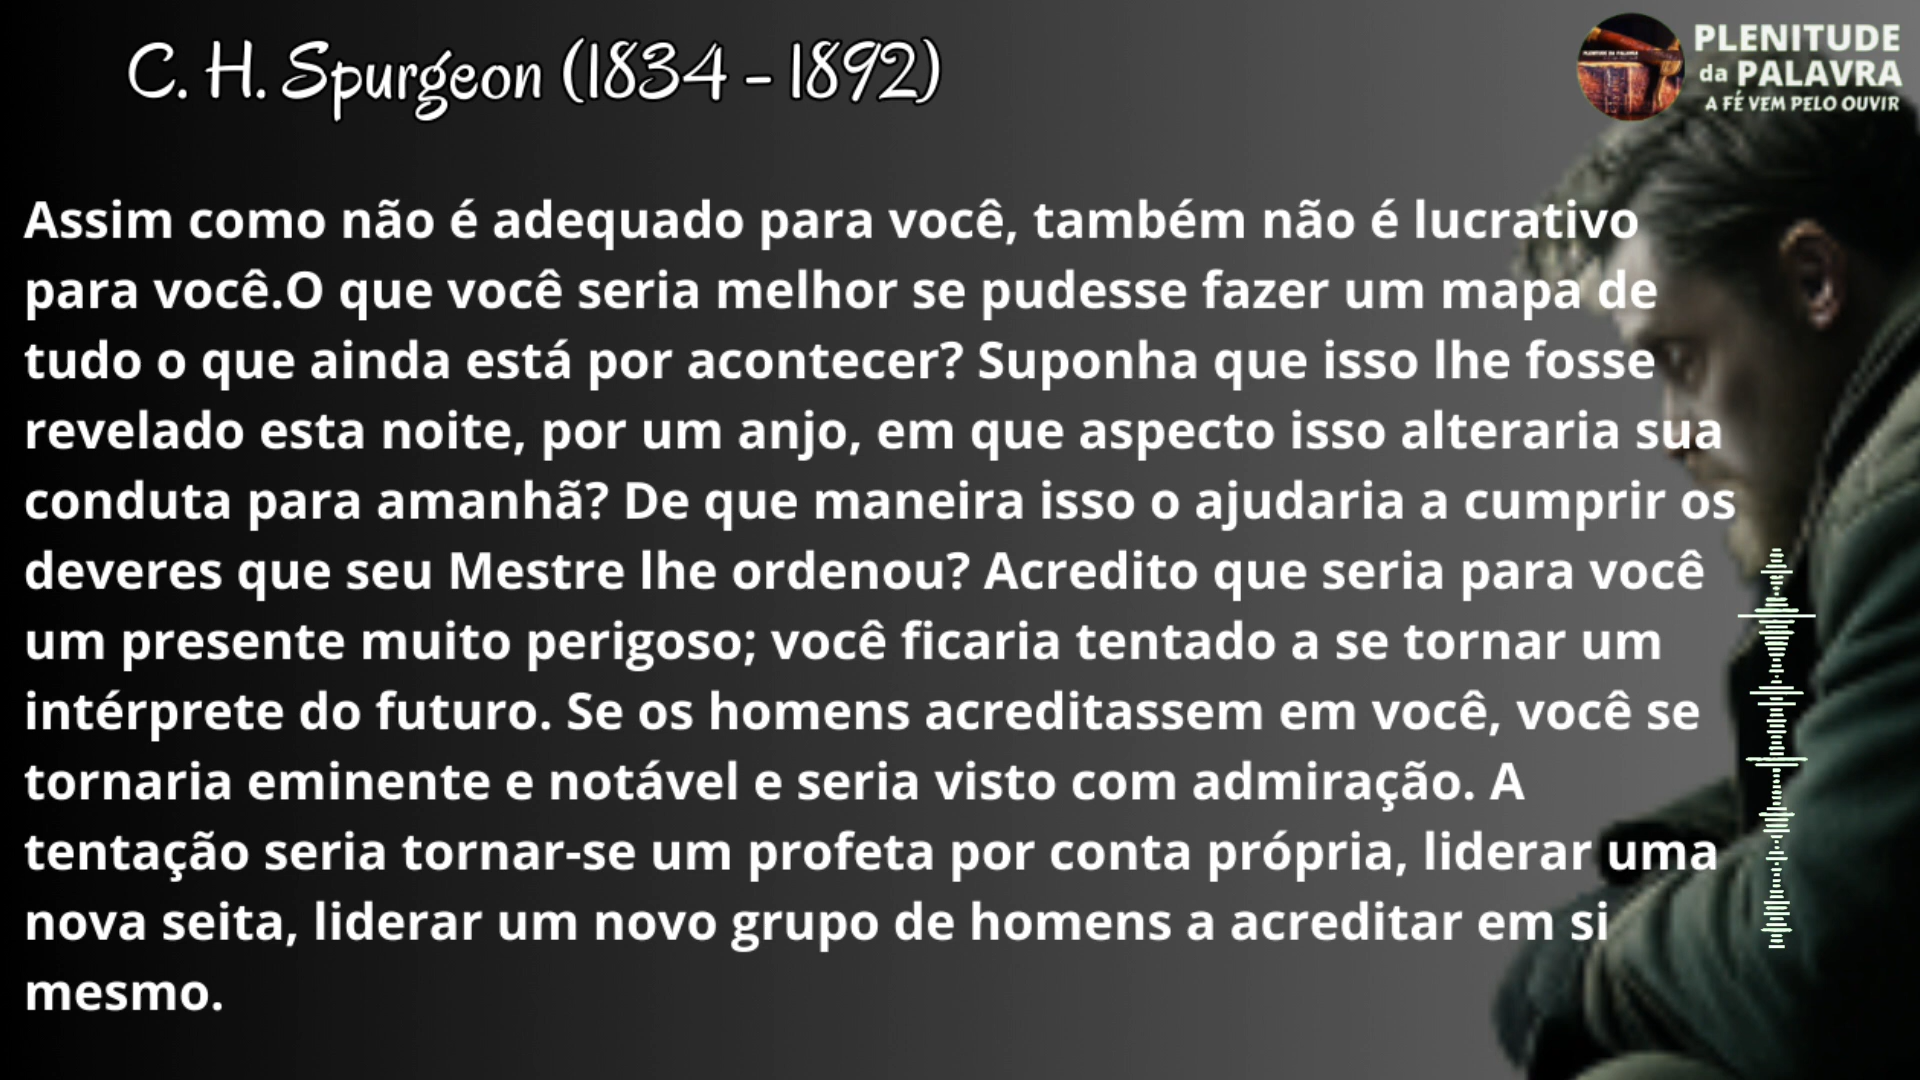 C. H. Spurgeon (1834 - 1892)
PLENITUDE
da PALAVRA
A FÉ VEM PELO OUVIR
Assim como não é adequado para você, também não é lucrativo
para você.O que você seria melhor se pudesse fazer um mapa de
tudo o que ainda está por acontecer? Suponha que isso lhe fosse
revelado esta noite, por um anjo, em que aspecto isso alteraria sua
conduta para amanhã? De que maneira isso o ajudaria a cumprir os
deveres que seu Mestre lhe ordenou? Acredito que seria para você
um presente muito perigoso; você ficaria tentado a se tornar um
intérprete do futuro. Se os homens acreditassem em você, você se
tornaria eminente e notável e seria visto com admiração. A
tentação seria tornar-se um profeta por conta própria, liderar uma
nova seita, liderar um novo grupo de homens a acreditar em si
mesmo.